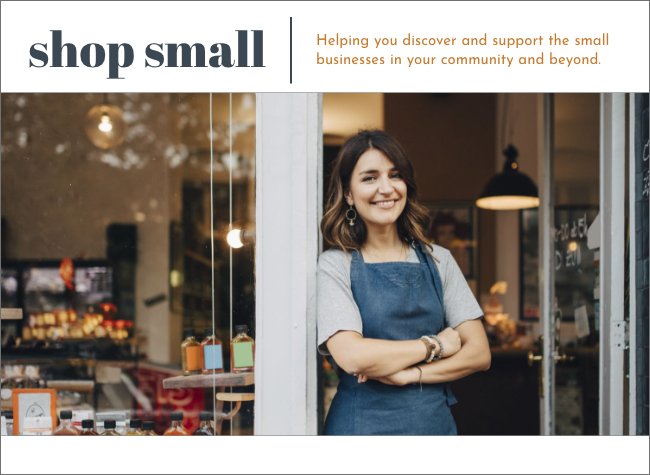 shop small
Helping you discover and support the small
businesses in your community and beyond.